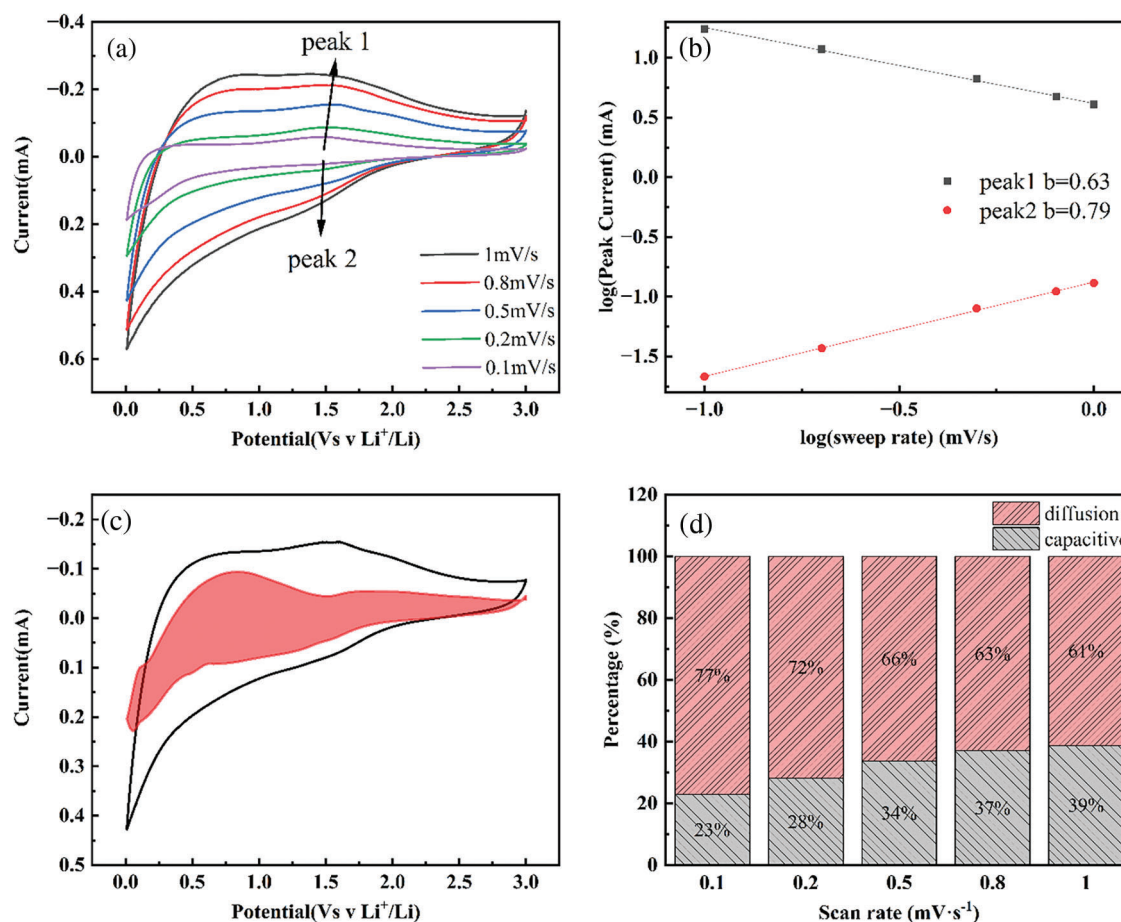 (a)
peak 1
peak 2
1mV/s
0.8mV/s
0.5mV/s
0.2mV/s
0.1mV/s
−0.4
−0.2
0.0
0.2
0.4
0.6
Current(mA)
0.0 0.5 1.0 1.5 2.0 2.5 3.0
Potential(Vs v Li⁺/Li)
(b)
1.0
0.5
0.0
−0.5
−1.0
−1.5
log(Peak Current) (mA)
peak1 b=0.63
peak2 b=0.79
−1.0 −0.5 0.0
log(sweep rate) (mV/s)
(c)
−0.2
−0.1
0.0
0.1
0.2
0.3
0.4
0.5
Current(mA)
0.0 0.5 1.0 1.5 2.0 2.5 3.0
Potential(Vs v Li⁺/Li)
(d)
diffusion
capacitive
120
100
80
60
40
20
0
Percentage (%)
77% 72% 66% 63% 61%
23% 28% 34% 37% 39%
0.1 0.2 0.5 0.8 1
Scan rate (mV·s⁻¹)